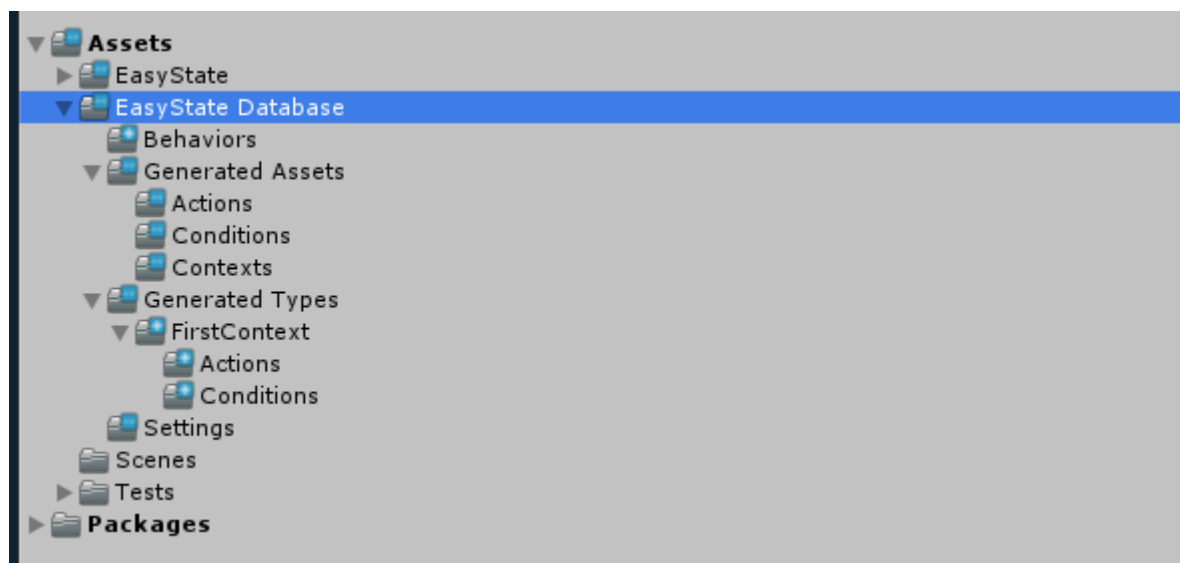 Assets
EasyState
EasyState Database
Behaviors
Generated Assets
Actions
Conditions
Contexts
Generated Types
FirstContext
Actions
Conditions
Settings
Scenes
Tests
Packages